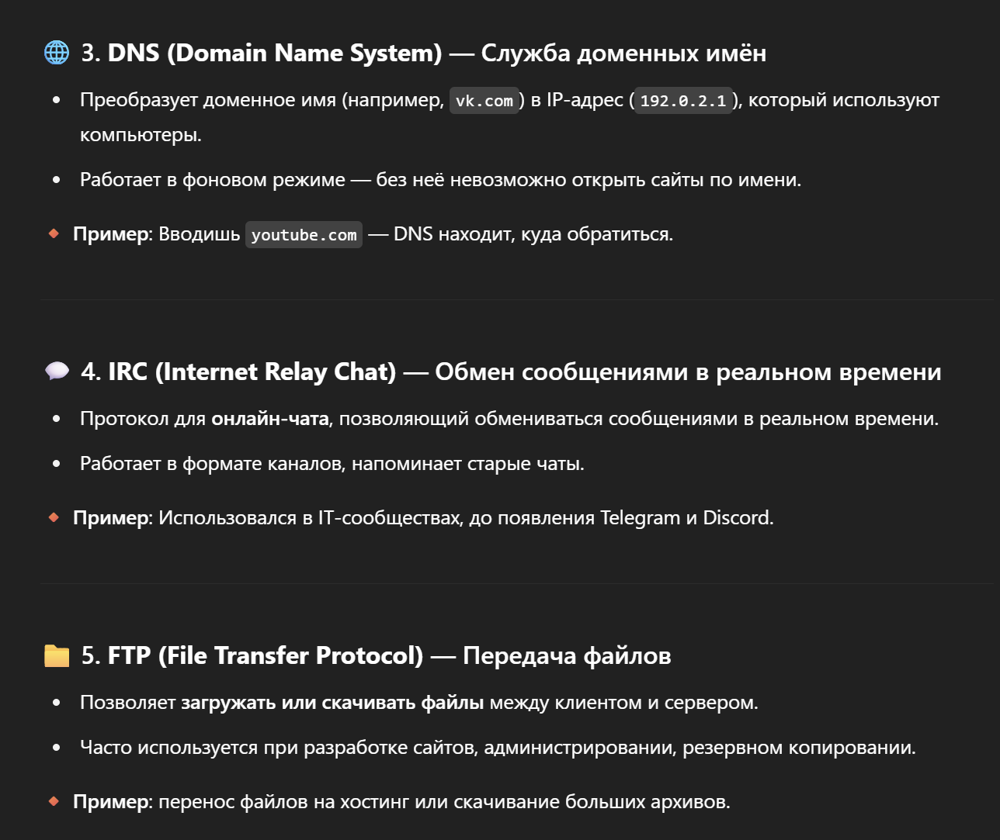 🌐 3. DNS (Domain Name System) — Служба доменных имён
• Преобразует доменное имя (например, vk.com) в IP-адрес (192.0.2.1), который используют
компьютеры.
• Работает в фоновом режиме — без неё невозможно открыть сайты по имени.
🔸 Пример: Вводишь youtube.com — DNS находит, куда обратиться.
💬 4. IRC (Internet Relay Chat) — Обмен сообщениями в реальном времени
• Протокол для онлайн-чата, позволяющий обмениваться сообщениями в реальном времени.
• Работает в формате каналов, напоминает старые чаты.
🔸 Пример: Использовался в IT-сообществах, до появления Telegram и Discord.
📁 5. FTP (File Transfer Protocol) — Передача файлов
• Позволяет загружать или скачивать файлы между клиентом и сервером.
• Часто используется при разработке сайтов, администрировании, резервном копировании.
🔸 Пример: перенос файлов на хостинг или скачивание больших архивов.